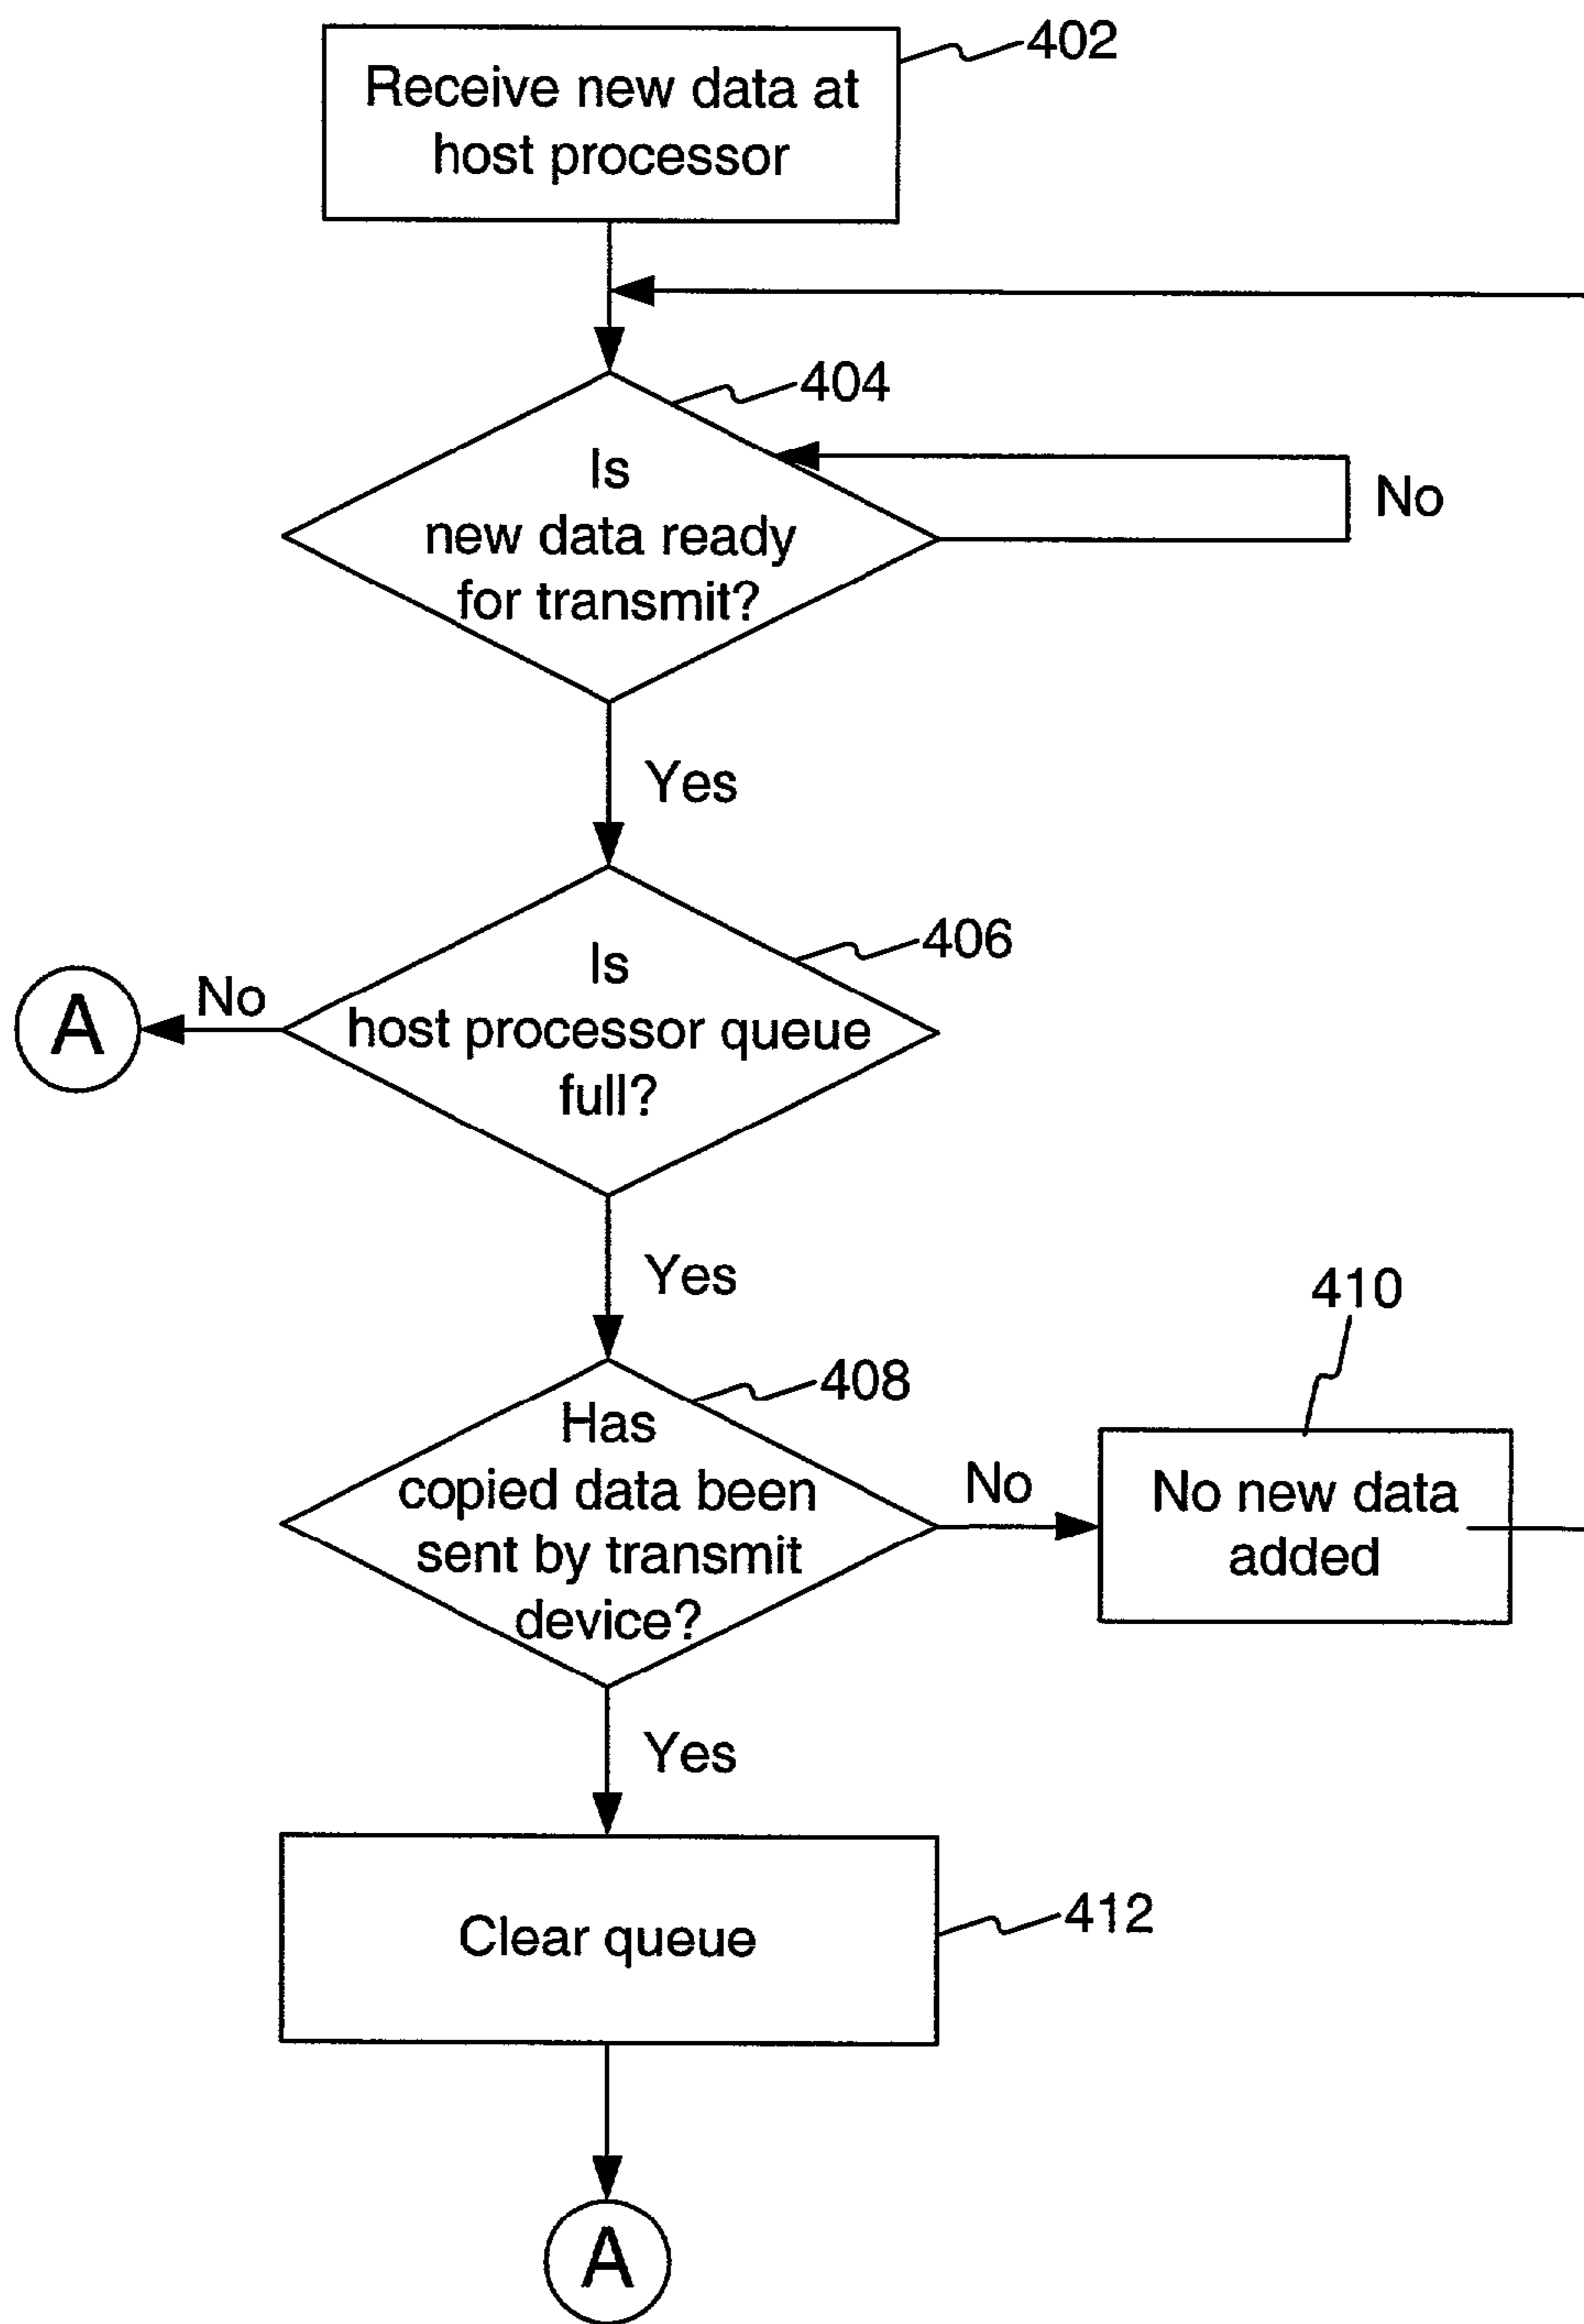 402
Receive new data at
host processor
404
Is
new data ready
for transmit?
No
Yes
406
Is
host processor queue
full?
No
A
Yes
410
408
Has
copied data been
sent by transmit
device?
No
No new data
added
Yes
Clear queue
412
A